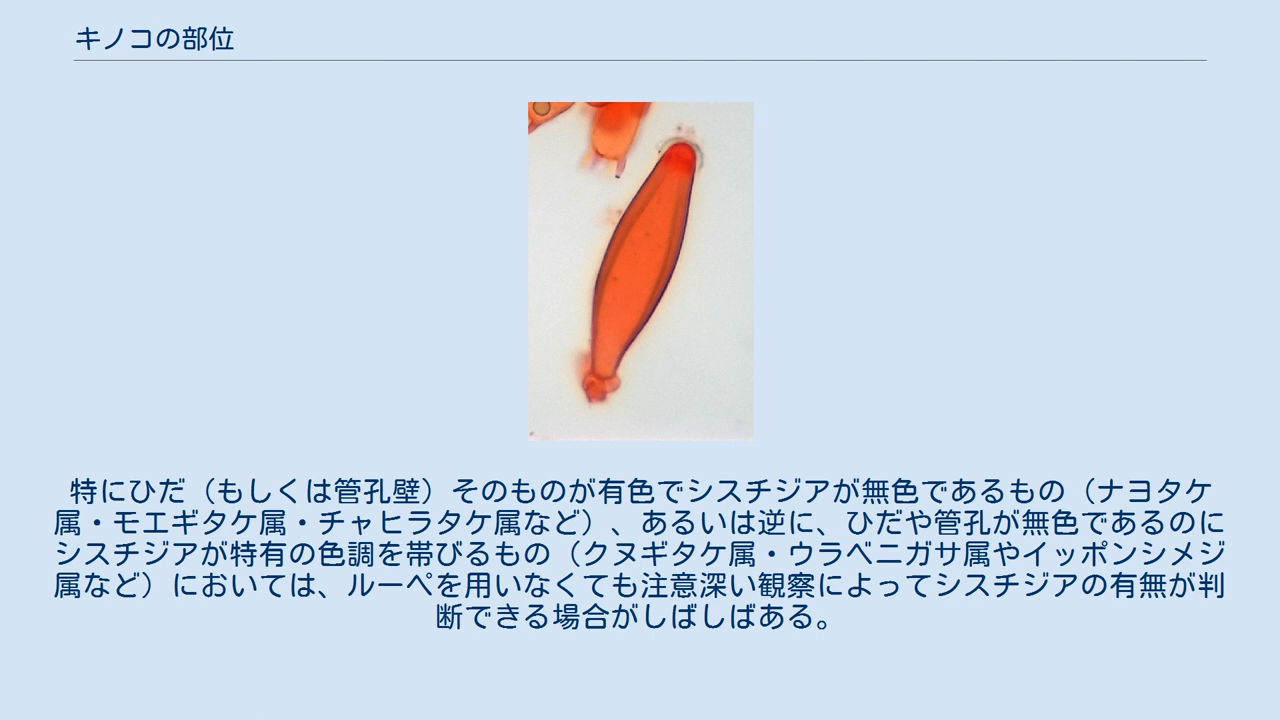 キノコの部位
特にひだ（もしくは管孔壁）そのものが有色でシスチジアが無色であるもの（ナヨタケ
属・モエギタケ属・チャヒラタケ属など）、あるいは逆に、ひだや管孔が無色であるのに
シスチジアが特有の色調を帯びるもの（クヌギタケ属・ウラベニガサ属やイッポンシメジ
属など）においては、ルーペを用いなくても注意深い観察によってシスチジアの有無が判
断できる場合がしばしばある。